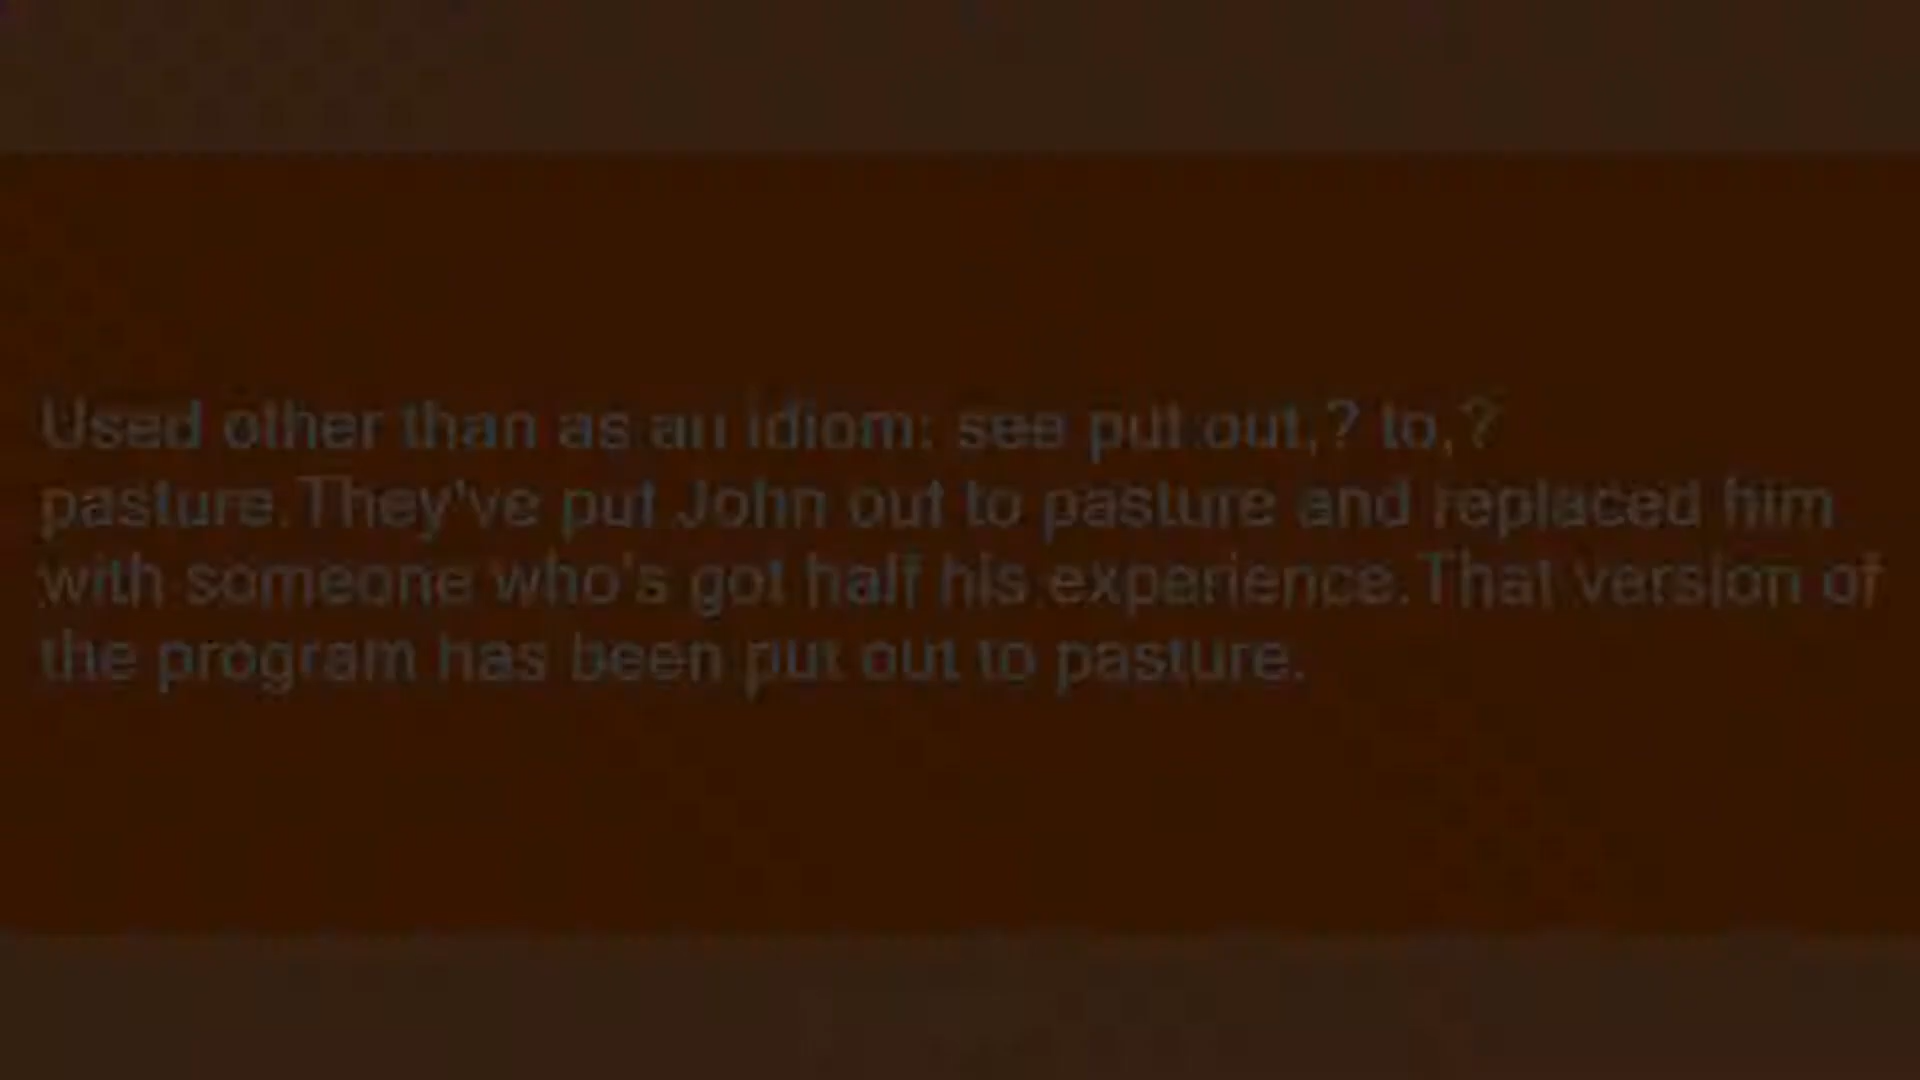 Used other than as an idiom: see put out,? to,?
pasture.They've put John out to pasture and replaced him
with someone who's got half his experience.That version of
the program has been put out to pasture.